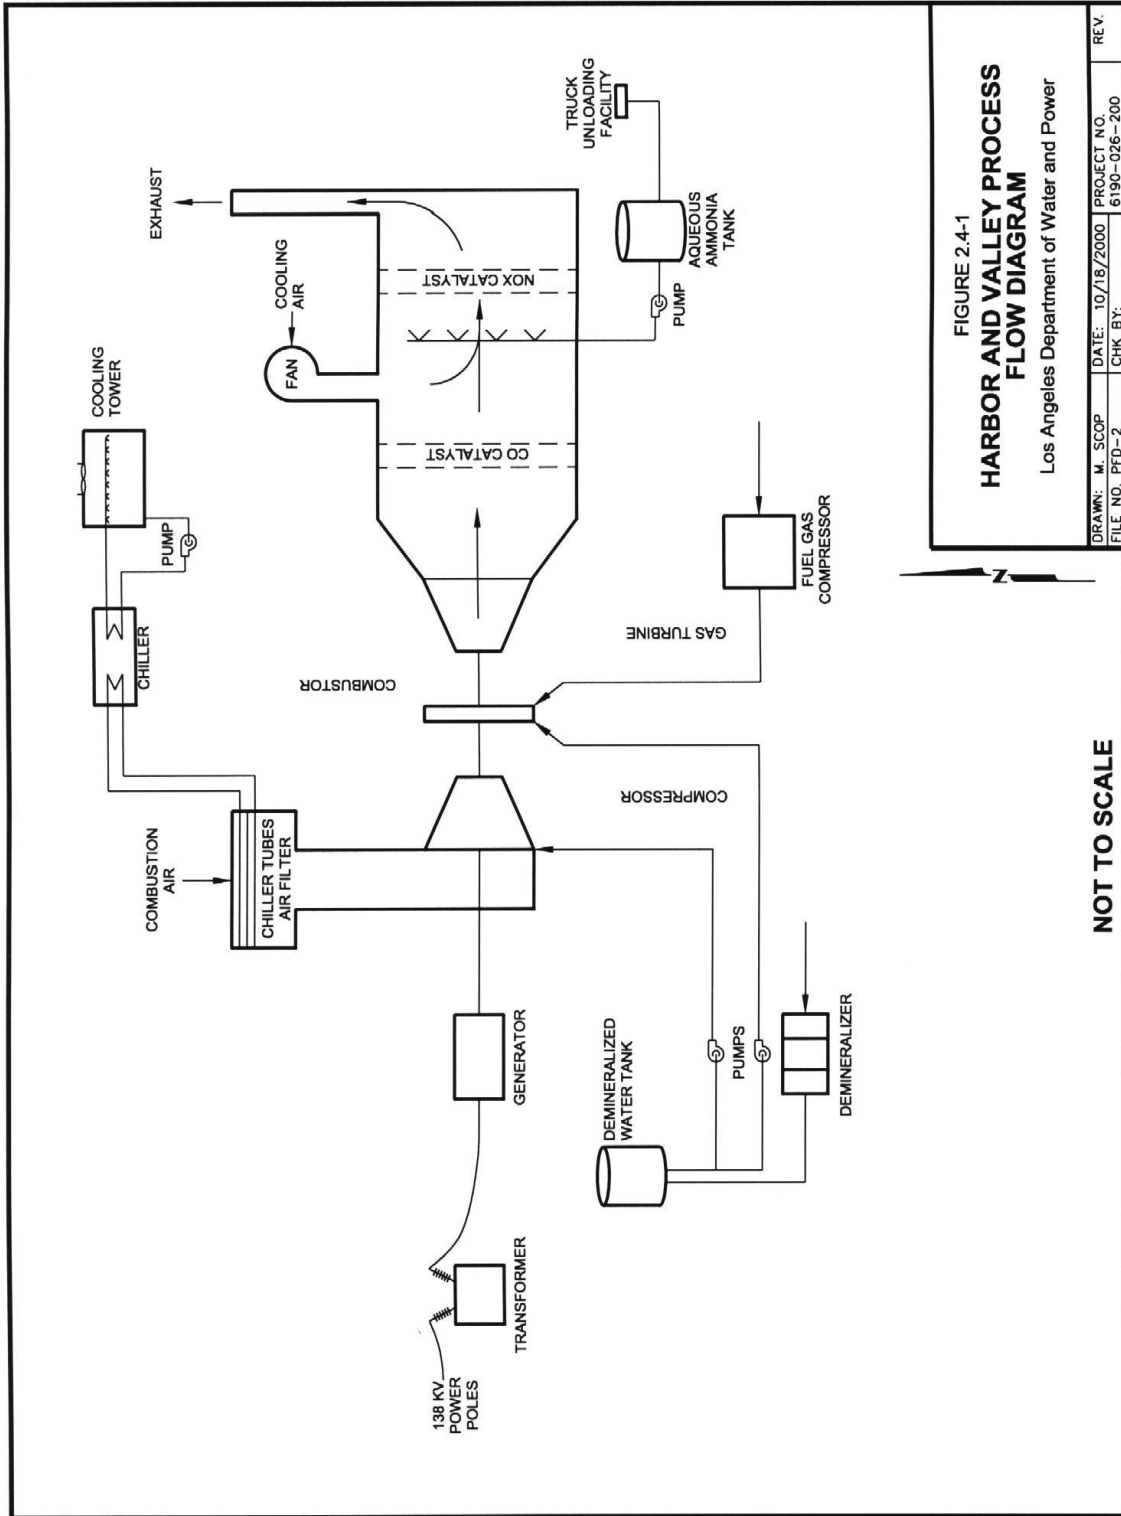 138 KV
POWER
POLES
TRANSFORMER
GENERATOR
COMBUSTION
AIR
CHILLER TUBES
AIR FILTER
CHILLER
PUMP
COOLING
TOWER
COMPRESSOR
COMBUSTOR
GAS TURBINE
CO CATALYST
FAN
COOLING
AIR
NOX CATALYST
EXHAUST
TRUCK
UNLOADING
FACILITY
AQUEOUS
AMMONIA
TANK
PUMP
FUEL GAS
COMPRESSOR
DEMINERALIZED
WATER TANK
PUMPS
DEMINERALIZER
NOT TO SCALE
N
FIGURE 2.4-1
HARBOR AND VALLEY PROCESS
FLOW DIAGRAM
Los Angeles Department of Water and Power
DRAWN: M. SCOP
DATE: 10/18/2000
PROJECT NO.
6190-026-200
REV.
FILE NO. PFD-2
CHK BY: